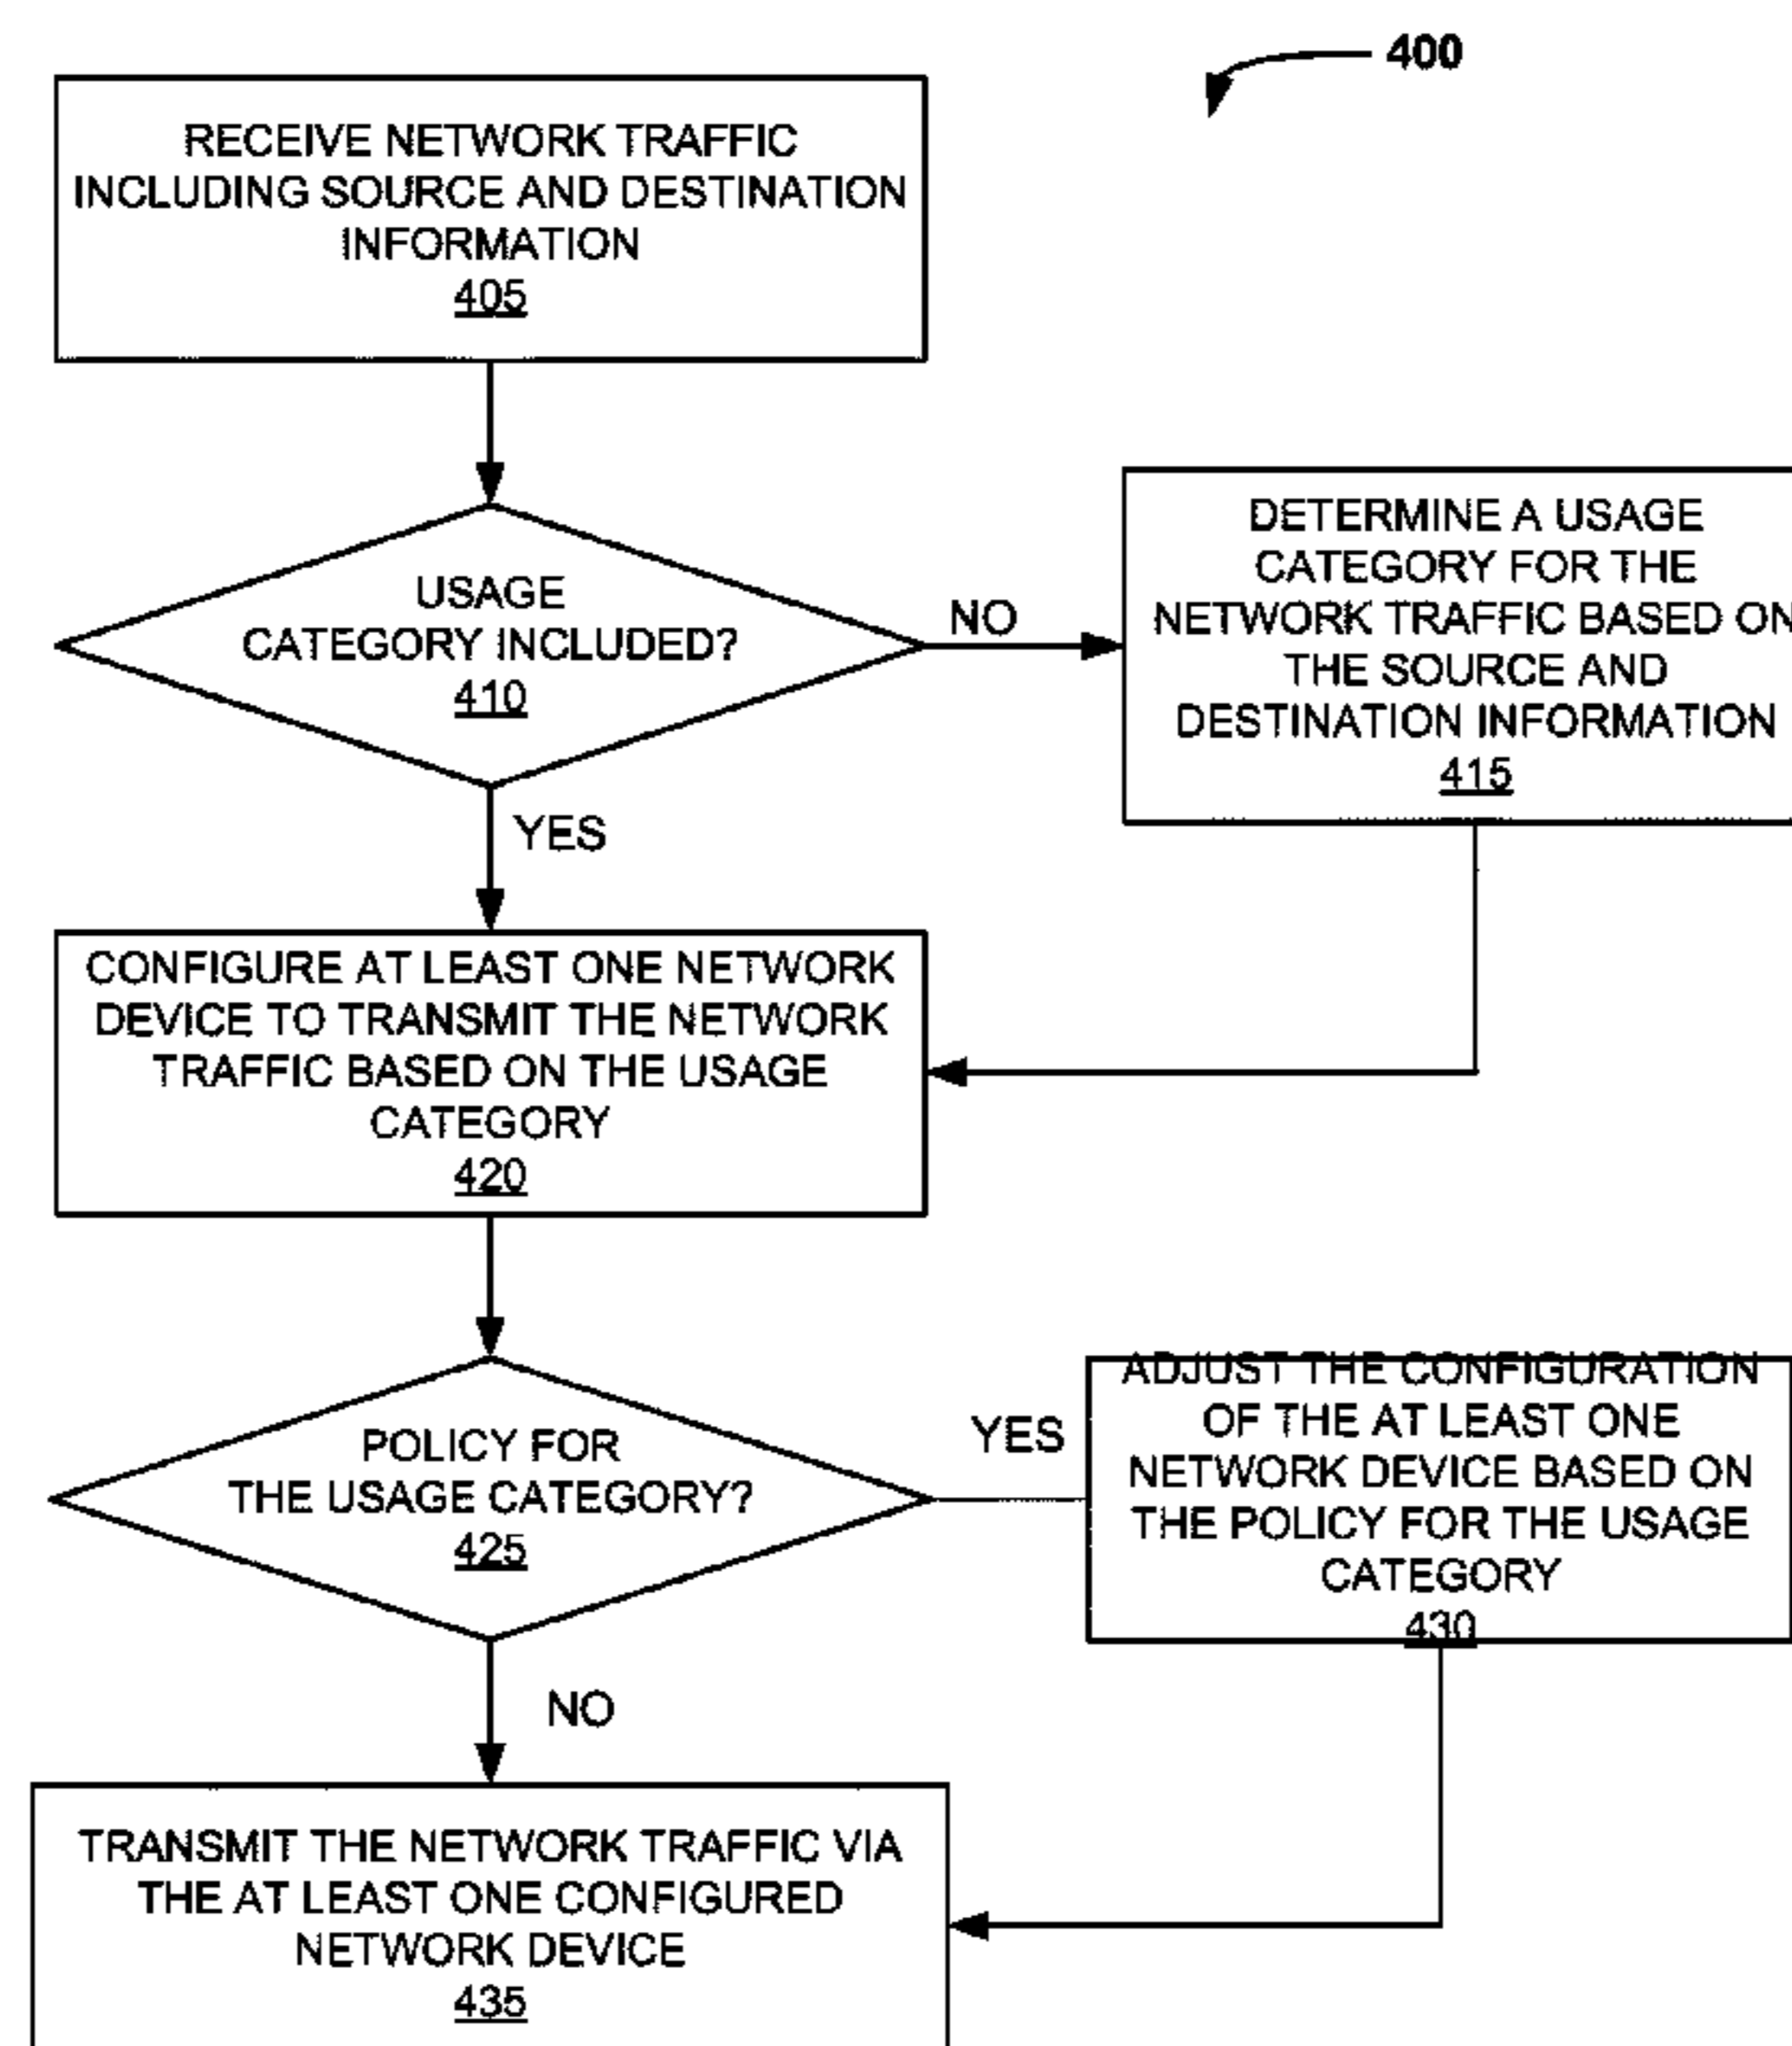 400
RECEIVE NETWORK TRAFFIC
INCLUDING SOURCE AND DESTINATION
INFORMATION
405
USAGE
CATEGORY INCLUDED?
410
NO
DETERMINE A USAGE
CATEGORY FOR THE
NETWORK TRAFFIC BASED ON
THE SOURCE AND
DESTINATION INFORMATION
415
YES
CONFIGURE AT LEAST ONE NETWORK
DEVICE TO TRANSMIT THE NETWORK
TRAFFIC BASED ON THE USAGE
CATEGORY
420
POLICY FOR
THE USAGE CATEGORY?
425
YES
ADJUST THE CONFIGURATION
OF THE AT LEAST ONE
NETWORK DEVICE BASED ON
THE POLICY FOR THE USAGE
CATEGORY
430
NO
TRANSMIT THE NETWORK TRAFFIC VIA
THE AT LEAST ONE CONFIGURED
NETWORK DEVICE
435